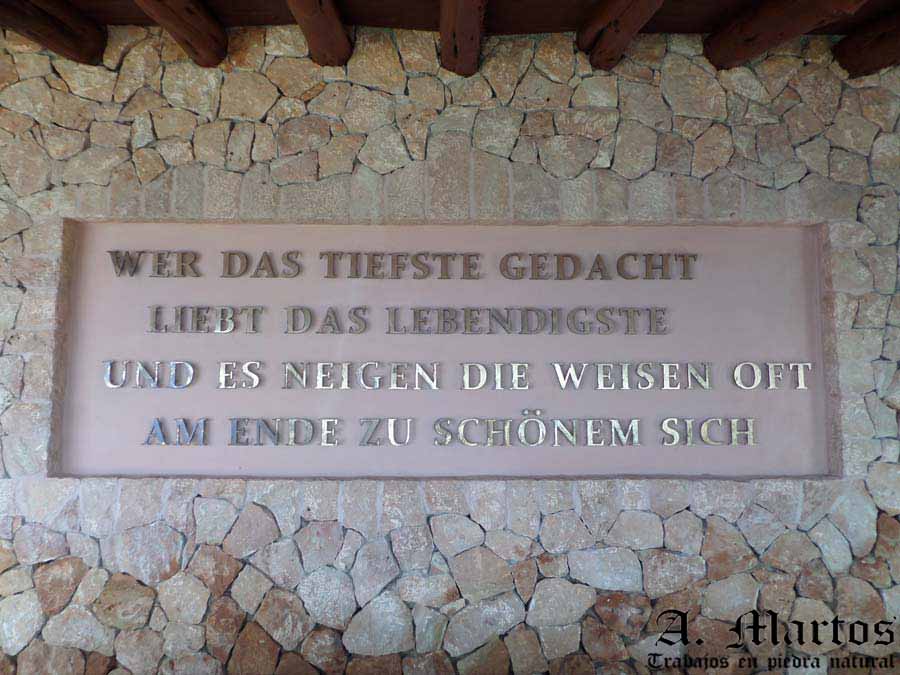 WER DAS TIEFSTE GEDACHT
LIEBT DAS LEBENDIGSTE
UND ES NEIGEN DIE WEISEN OFT
AM ENDE ZU SCHÖNEM SICH
A. Martos
Trabajos en piedra natural